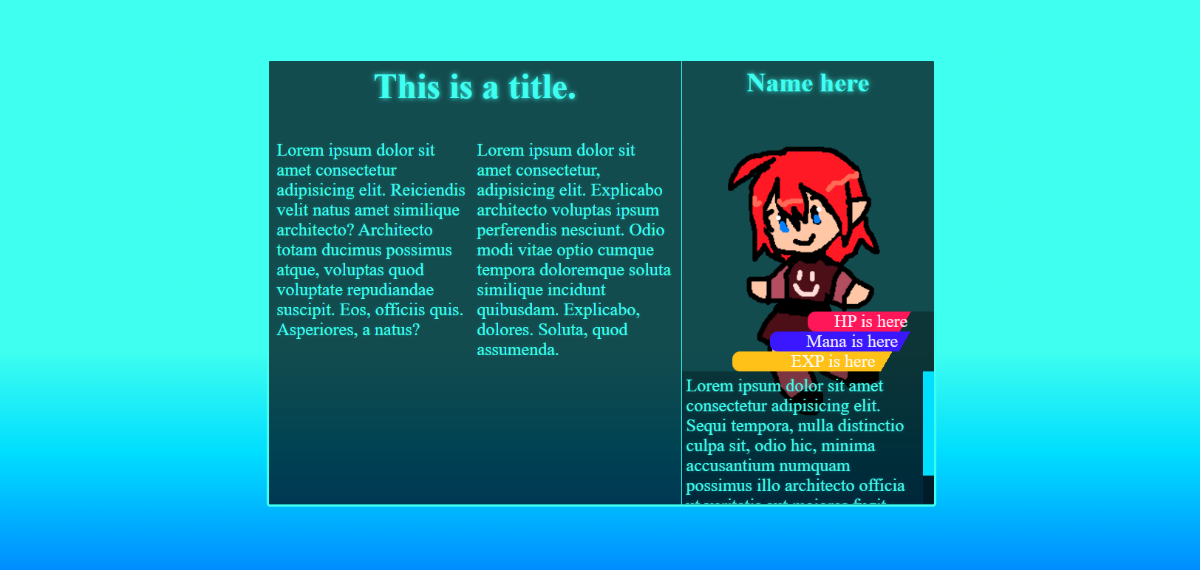 This is a title.
Lorem ipsum dolor sit
amet consectetur
adipisicing elit. Reiciendis
velit natus amet similique
architecto? Architecto
totam ducimus possimus
atque, voluptas quod
voluptate repudiandae
suscipit. Eos, officiis quis.
Asperiores, a natus?
Lorem ipsum dolor sit
amet consectetur,
adipisicing elit. Explicabo
architecto voluptas ipsum
perferendis nesciunt. Odio
modi vitae optio cumque
tempora doloremque soluta
similique incidunt
quibusdam. Explicabo,
dolores. Soluta, quod
assumenda.
Name here
HP is here
Mana is here
EXP is here
Lorem ipsum dolor sit amet
consectetur adipisicing elit.
Sequi tempora, nulla distinctio
culpa sit, odio hic, minima
accusantium numquam
possimus illo architecto officia